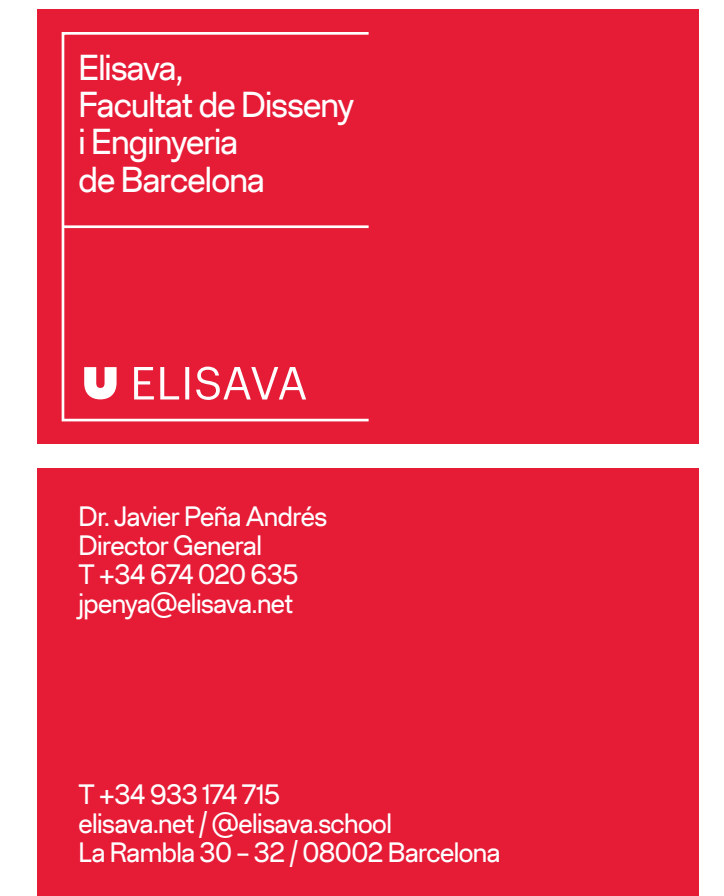 Elisava,
Facultat de Disseny
i Enginyeria
de Barcelona
U ELISAVA
Dr. Javier Peña Andrés
Director General
T +34 674 020 635
jpenya@elisava.net
T +34 933 174 715
elisava.net / @elisava.school
La Rambla 30 – 32 / 08002 Barcelona